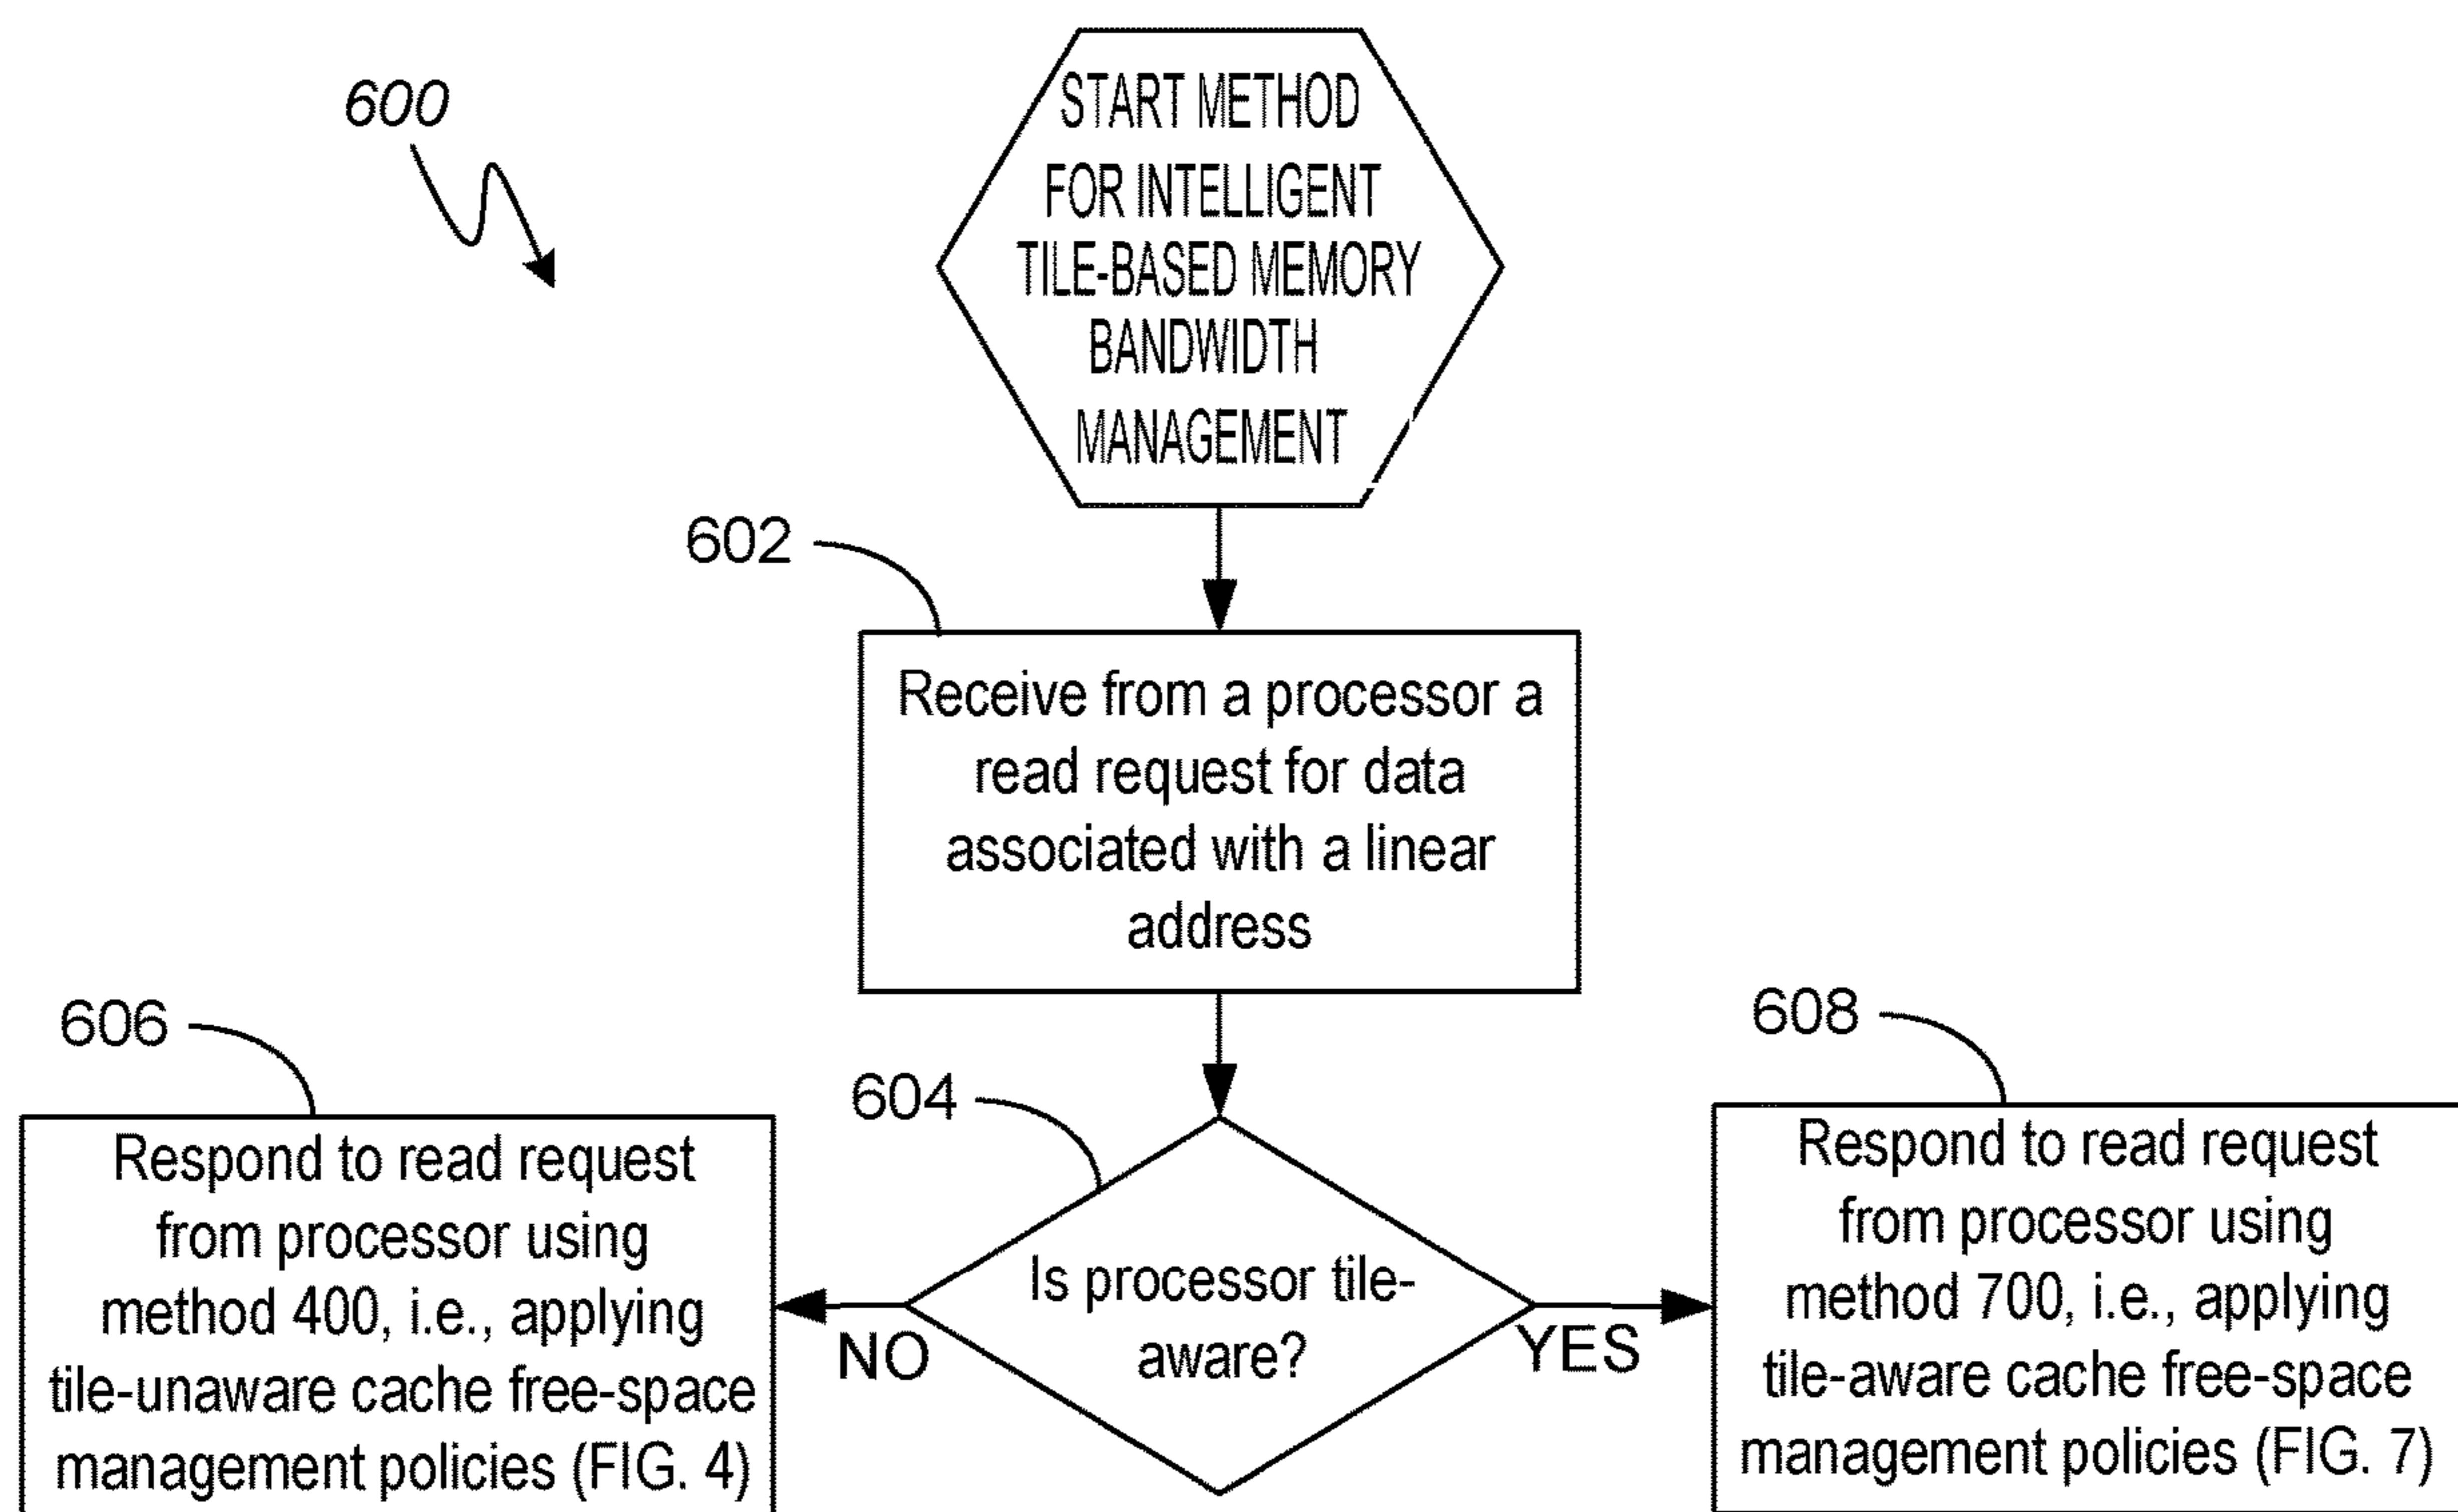 600
START METHOD
FOR INTELLIGENT
TILE-BASED MEMORY
BANDWIDTH
MANAGEMENT
602
Receive from a processor a
read request for data
associated with a linear
address
604
Is processor tile-
aware?
NO
YES
606
Respond to read request
from processor using
method 400, i.e., applying
tile-unaware cache free-space
management policies (FIG. 4)
608
Respond to read request
from processor using
method 700, i.e., applying
tile-aware cache free-space
management policies (FIG. 7)